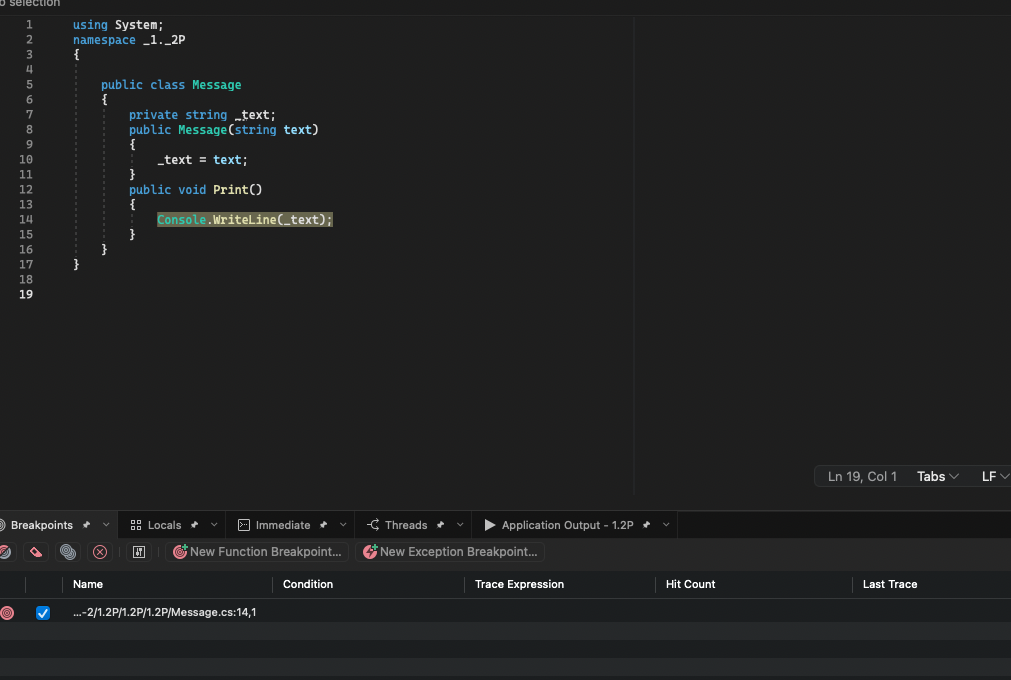 o selection
1 using System;
2 namespace _1._2P
3 {
4
5 public class Message
6 {
7 private string _text;
8 public Message(string text)
9 {
10 _text = text;
11 }
12 public void Print()
13 {
14 Console.WriteLine(_text);
15 }
16 }
17 }
18
19
Ln 19, Col 1 Tabs LF
Breakpoints Locals Immediate Threads Application Output - 1.2P
New Function Breakpoint... New Exception Breakpoint...
Name Condition Trace Expression Hit Count Last Trace
...-2/1.2P/1.2P/1.2P/Message.cs:14,1